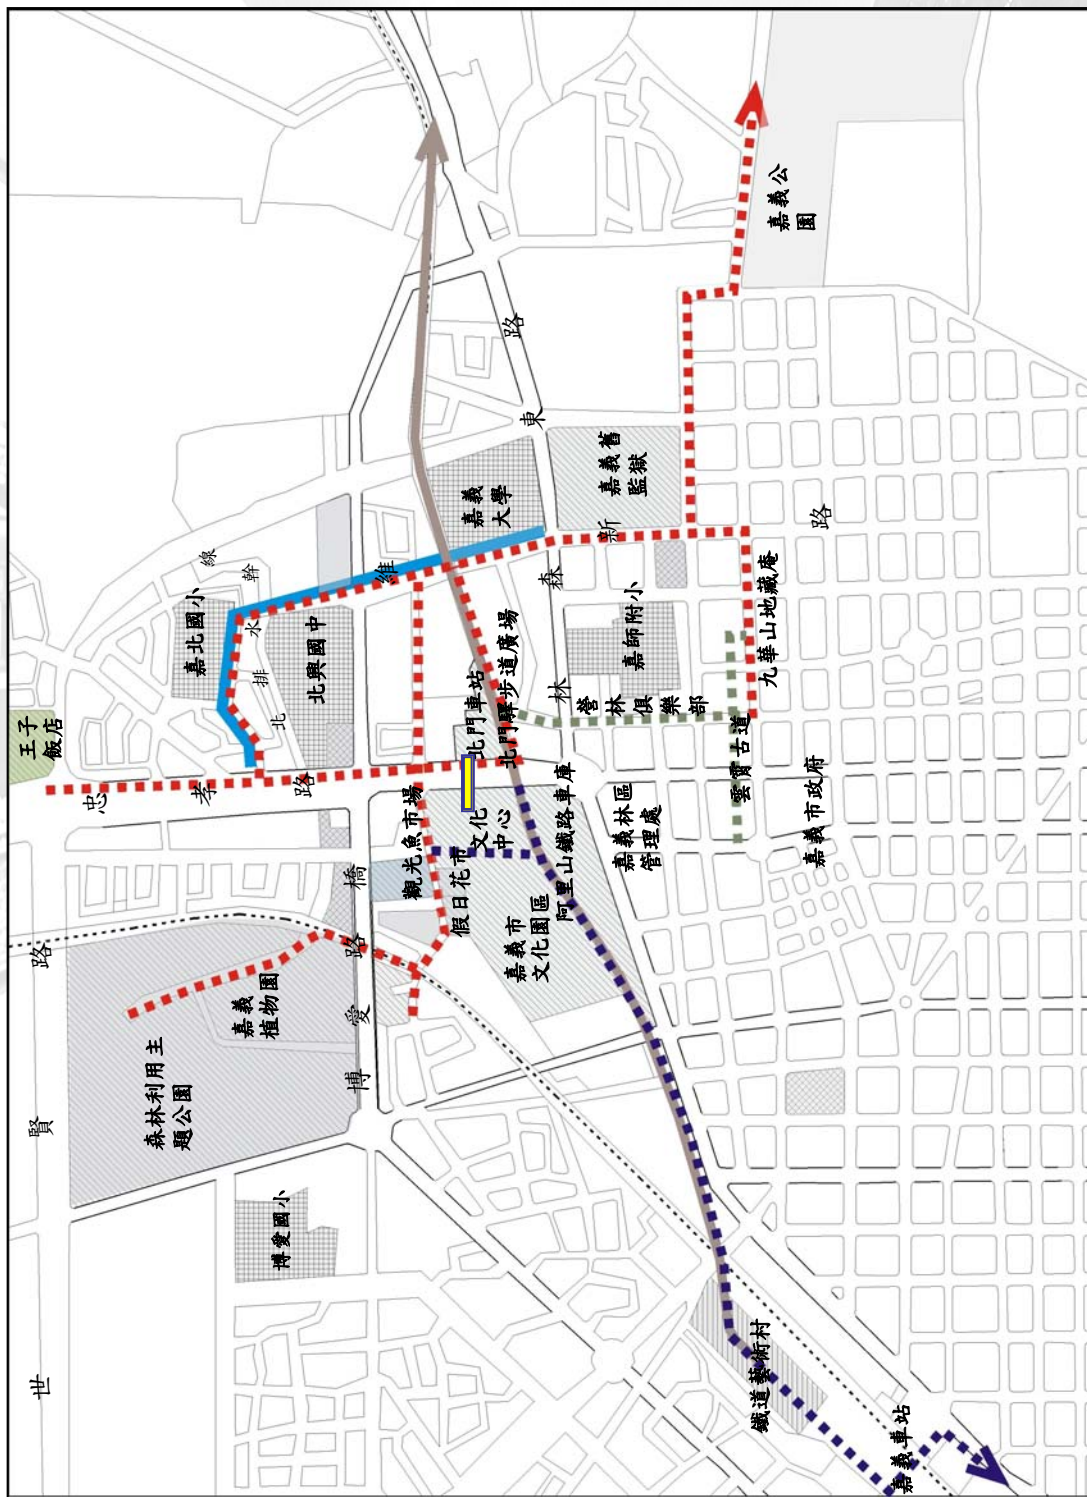 王子
飯店
嘉北國小
北興國中
北排水幹線
忠孝路
世賢路
森林利用主
題公園
嘉義
植物園
博愛國小
博愛路橋
觀光魚市場
假日花市
文化
中心
北門車站
北門驛步道廣場
嘉義
大學
嘉義舊
監獄
嘉義公
園
維新路
林森東路
嘉師附小
營林俱樂部
九華山地藏庵
雲霄古道
嘉義市政府
嘉義林區
管理處
阿里山鐵路車庫
嘉義市
文化園區
鐵道藝術村
嘉義車站